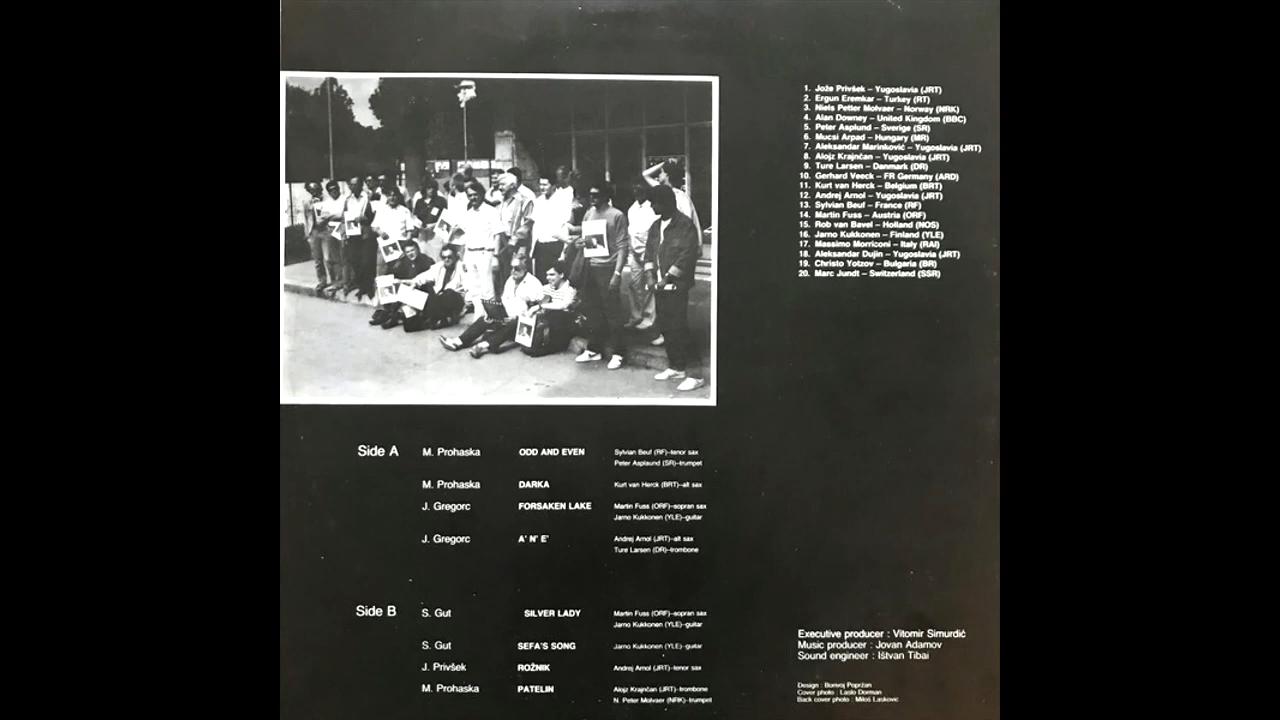 1. Jože Privšek – Yugoslavia (JRT)
2. Ergun Eremkar – Turkey (RT)
3. Niels Petter Molvaer – Norway (NRK)
4. Alan Downey – United Kingdom (BBC)
5. Peter Asplund – Sverige (SR)
6. Mucsi Arpad – Hungary (MR)
7. Aleksandar Marinković – Yugoslavia (JRT)
8. Alojz Krajnčan – Yugoslavia (JRT)
9. Ture Larsen – Danmark (DR)
10. Gerhard Veeck – FR Germany (ARD)
11. Kurt van Herck – Belgium (BRT)
12. Andrej Arnol – Yugoslavia (JRT)
13. Sylvian Beuf – France (RF)
14. Martin Fuss – Austria (ORF)
15. Rob van Bavel – Holland (NOS)
16. Jarno Kukkonen – Finland (YLE)
17. Massimo Morriconi – Italy (RAI)
18. Aleksandar Dujin – Yugoslavia (JRT)
19. Christo Yotzov – Bulgaria (BR)
20. Marc Jundt – Switzerland (SSR)
Side A M. Prohaska ODD AND EVEN Sylvian Beuf (RF)–tenor sax
Peter Asplaund (SR)–trumpet
M. Prohaska DARKA Kurt van Herck (BRT)–alt sax
J. Gregorc FORSAKEN LAKE Martin Fuss (ORF)–sopran sax
Jarno Kukkonen (YLE)–guitar
J. Gregorc A' N' E' Andrej Arnol (JRT)–alt sax
Ture Larsen (DR)–trombone
Side B S. Gut SILVER LADY Martin Fuss (ORF)–sopran sax
Jarno Kukkonen (YLE)–guitar
S. Gut SEFA'S SONG Jarno Kukkonen (YLE)–guitar
J. Privšek ROŽNIK Andrej Arnol (JRT)–tenor sax
M. Prohaska PATELIN Alojz Krajnčan (JRT)–trombone
N. Peter Molvaer (NRK)–trumpet
Executive producer : Vitomir Simurdić
Music producer : Jovan Adamov
Sound engineer : Ištvan Tibai
Design : Borivoj Popržan
Cover photo : Laslo Dorman
Back cover photo : Miloš Lasković